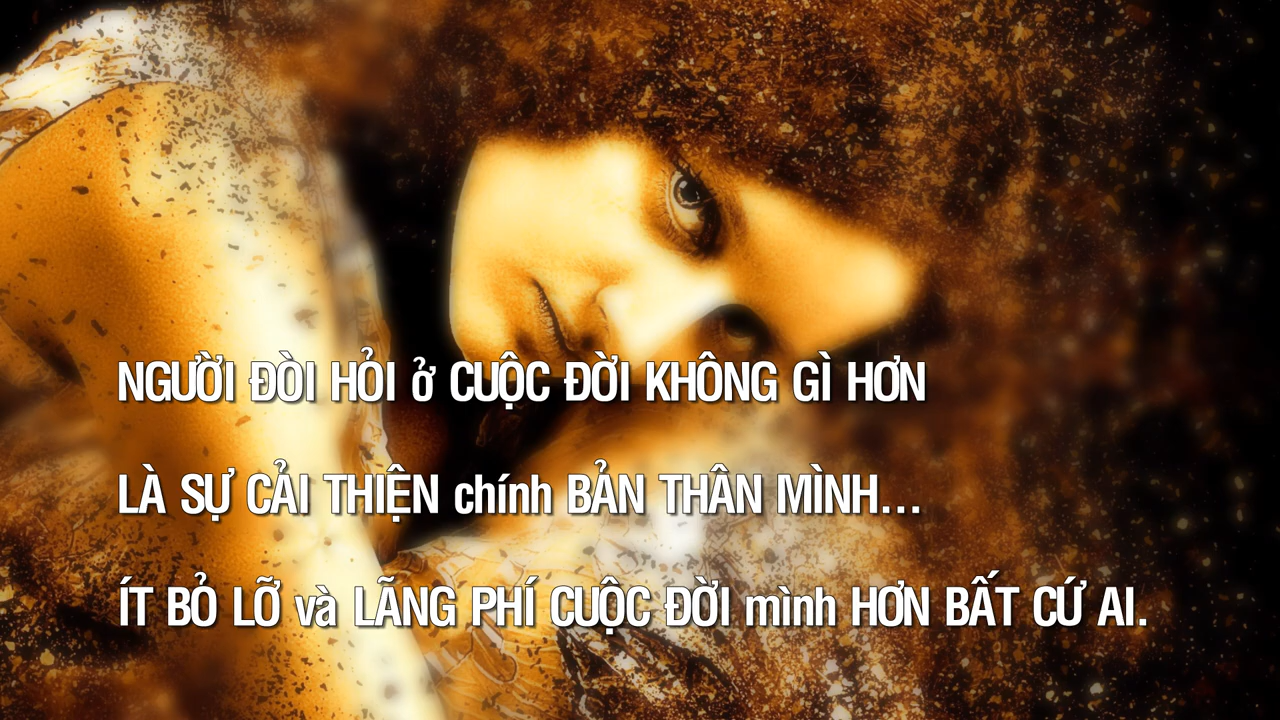 NGƯỜI ĐÒI HỎI ở CUỘC ĐỜI KHÔNG GÌ HƠN
LÀ SỰ CẢI THIỆN chính BẢN THÂN MÌNH...
ÍT BỎ LỠ và LÃNG PHÍ CUỘC ĐỜI mình HƠN BẤT CỨ AI.